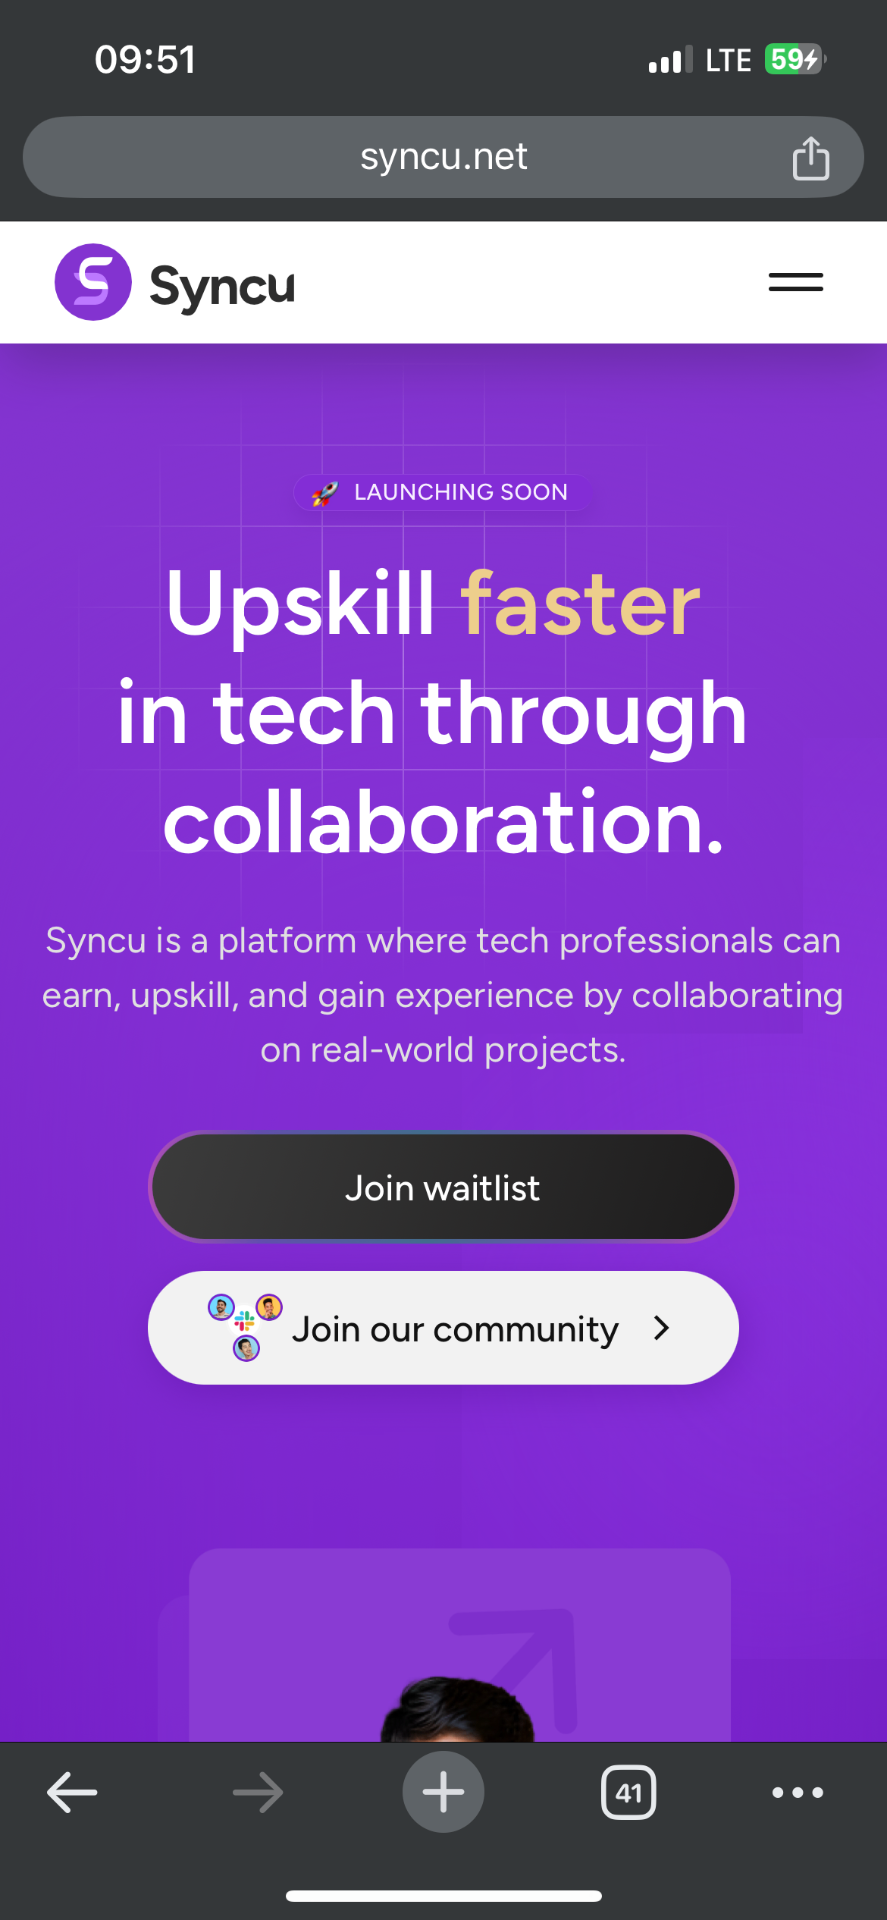 09:51
LTE
59
syncu.net
Syncu
🚀 LAUNCHING SOON
Upskill faster
in tech through
collaboration.
Syncu is a platform where tech professionals can
earn, upskill, and gain experience by collaborating
on real-world projects.
Join waitlist
Join our community
41